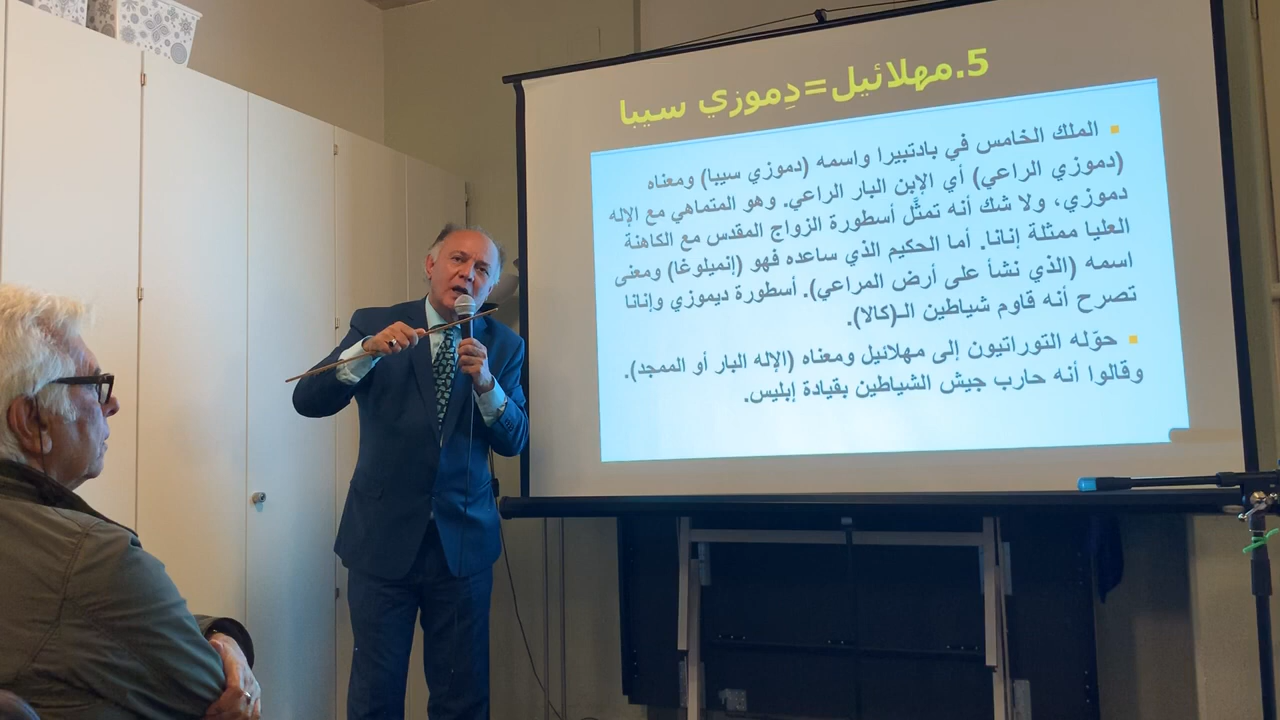 5.مهلائيل=دِموزي سيبا
الملك الخامس في بادتبيرا واسمه (دموزي سيبا) ومعناه
(دموزي الراعي) أي الإبن البار الراعي. وهو المتماهي مع الإله
دموزي، ولا شك أنه تمثَّل أسطورة الزواج المقدس مع الكاهنة
العليا ممثلة إنانا. أما الحكيم الذي ساعده فهو (إنميلوغا) ومعنى
اسمه (الذي نشأ على أرض المراعي). أسطورة ديموزي وإنانا
تصرح أنه قاوم شياطين الـ(كالا).
حوّله التوراتيون إلى مهلائيل ومعناه (الإله البار أو الممجد).
وقالوا أنه حارب جيش الشياطين بقيادة إبليس.